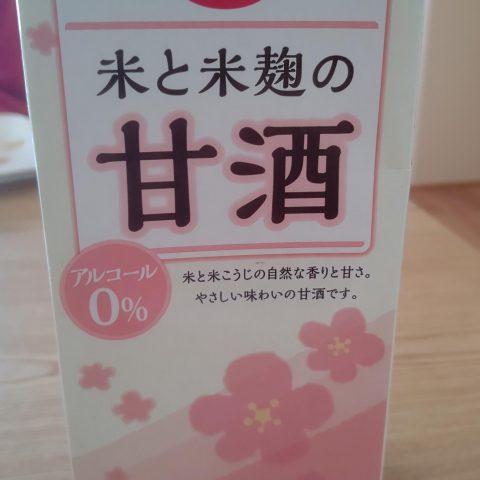 米と米麹の
甘酒
アルコール
0%
米と米こうじの自然な香りと甘さ。
やさしい味わいの甘酒です。